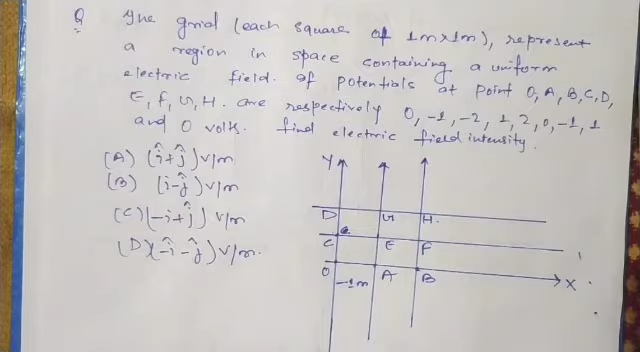 Q The grid (each square of 1m×1m), represent
a region in space containing a uniform
electric field. If potentials at point O, A, B, C, D,
E, F, G, H. are respectively 0, -1, -2, 1, 2, 0, -1, 1
and 0 volts. find electric field intensity.
(A) (î+ĵ) v/m
(B) (î-ĵ) v/m
(C) (-î+ĵ) v/m
(D) (-î-ĵ) v/m.
Y
D G H.
C E F
O -1m A B X